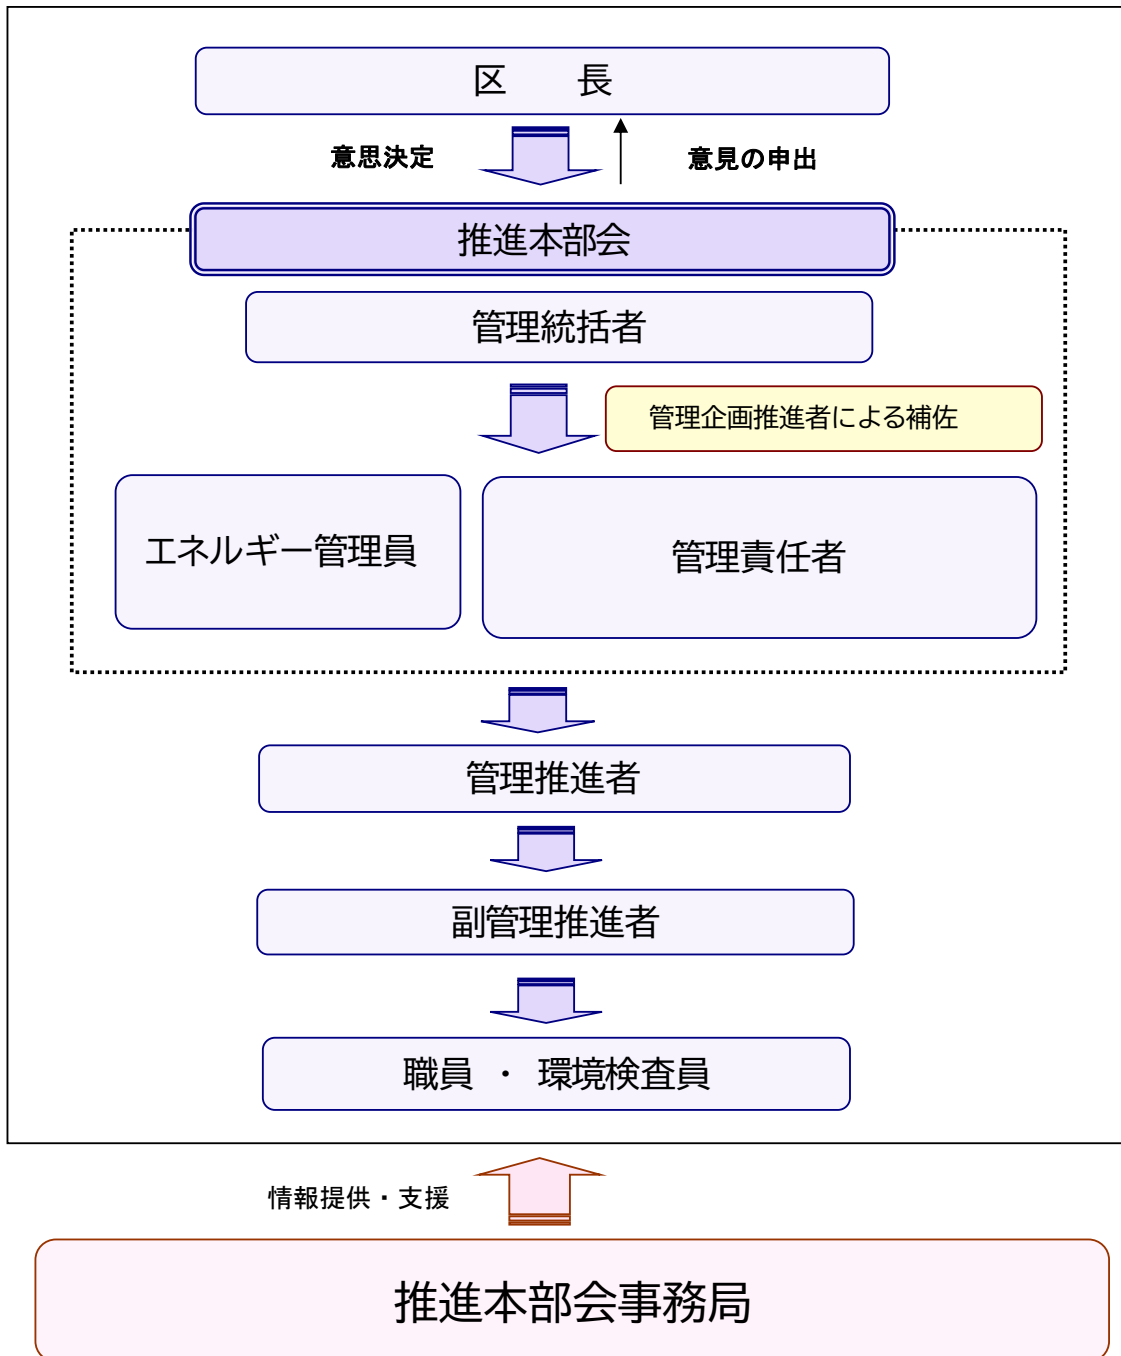 区　　長
意思決定
意見の申出
推進本部会
管理統括者
管理企画推進者による補佐
エネルギー管理員
管理責任者
管理推進者
副管理推進者
職員 ・ 環境検査員
情報提供・支援
推進本部会事務局